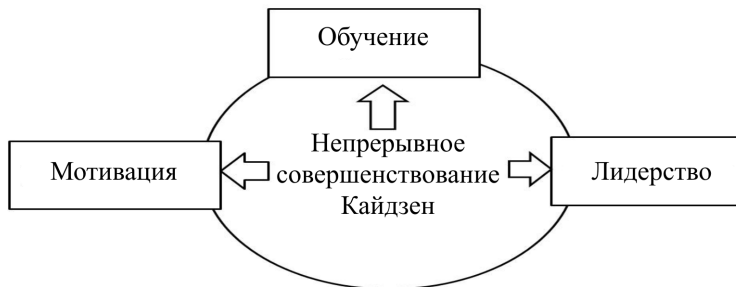 Обучение
Мотивация
Непрерывное
совершенствование
Кайдзен
Лидерство